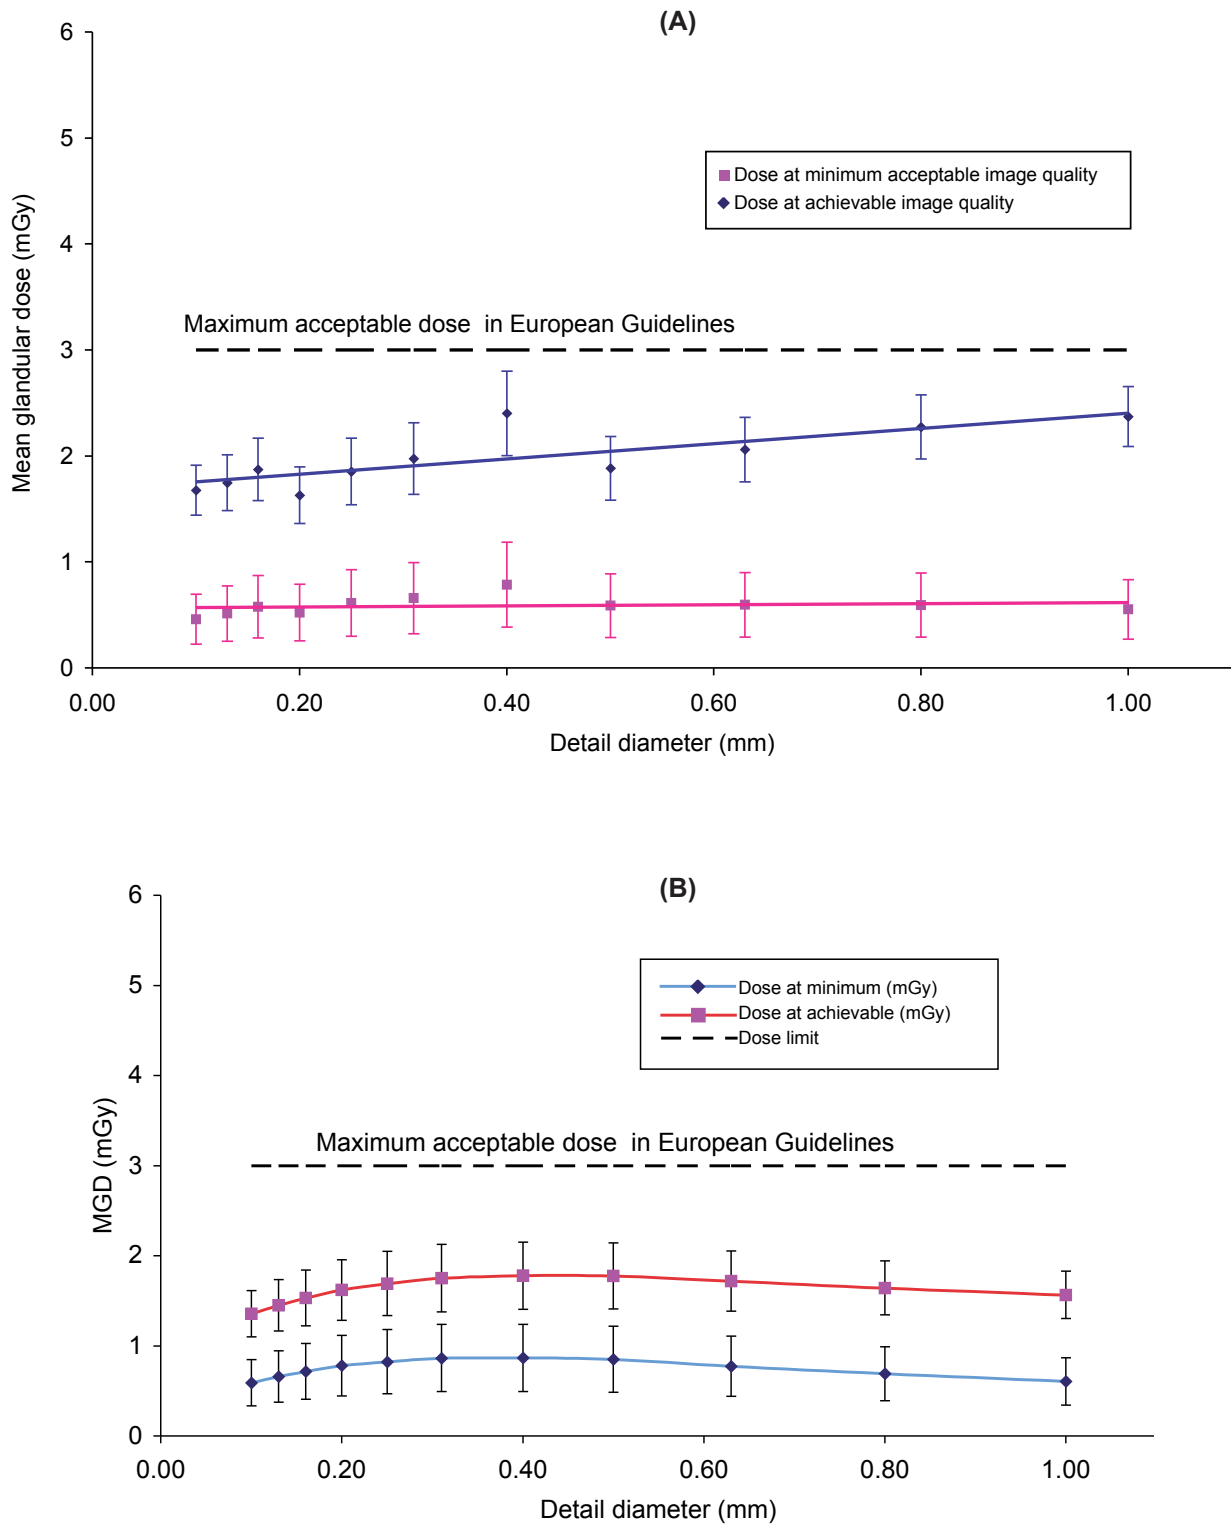 (A)
6
5
4
3
2
1
0
Mean glandular dose (mGy)
Dose at minimum acceptable image quality
Dose at achievable image quality
Maximum acceptable dose in European Guidelines
0.00 0.20 0.40 0.60 0.80 1.00
Detail diameter (mm)
(B)
6
5
4
3
2
1
0
MGD (mGy)
Dose at minimum (mGy)
Dose at achievable (mGy)
Dose limit
Maximum acceptable dose in European Guidelines
0.00 0.20 0.40 0.60 0.80 1.00
Detail diameter (mm)